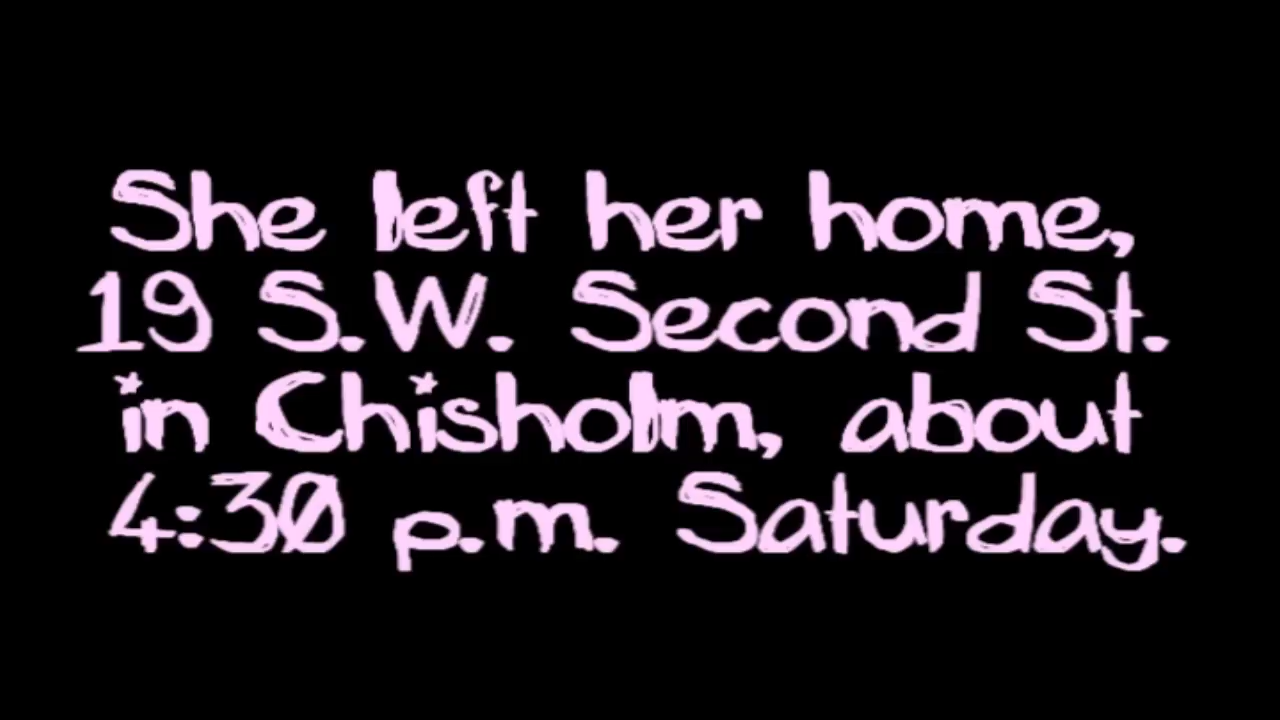 She left her home,
19 S.W. Second St.
in Chisholm, about
4:30 p.m. Saturday.